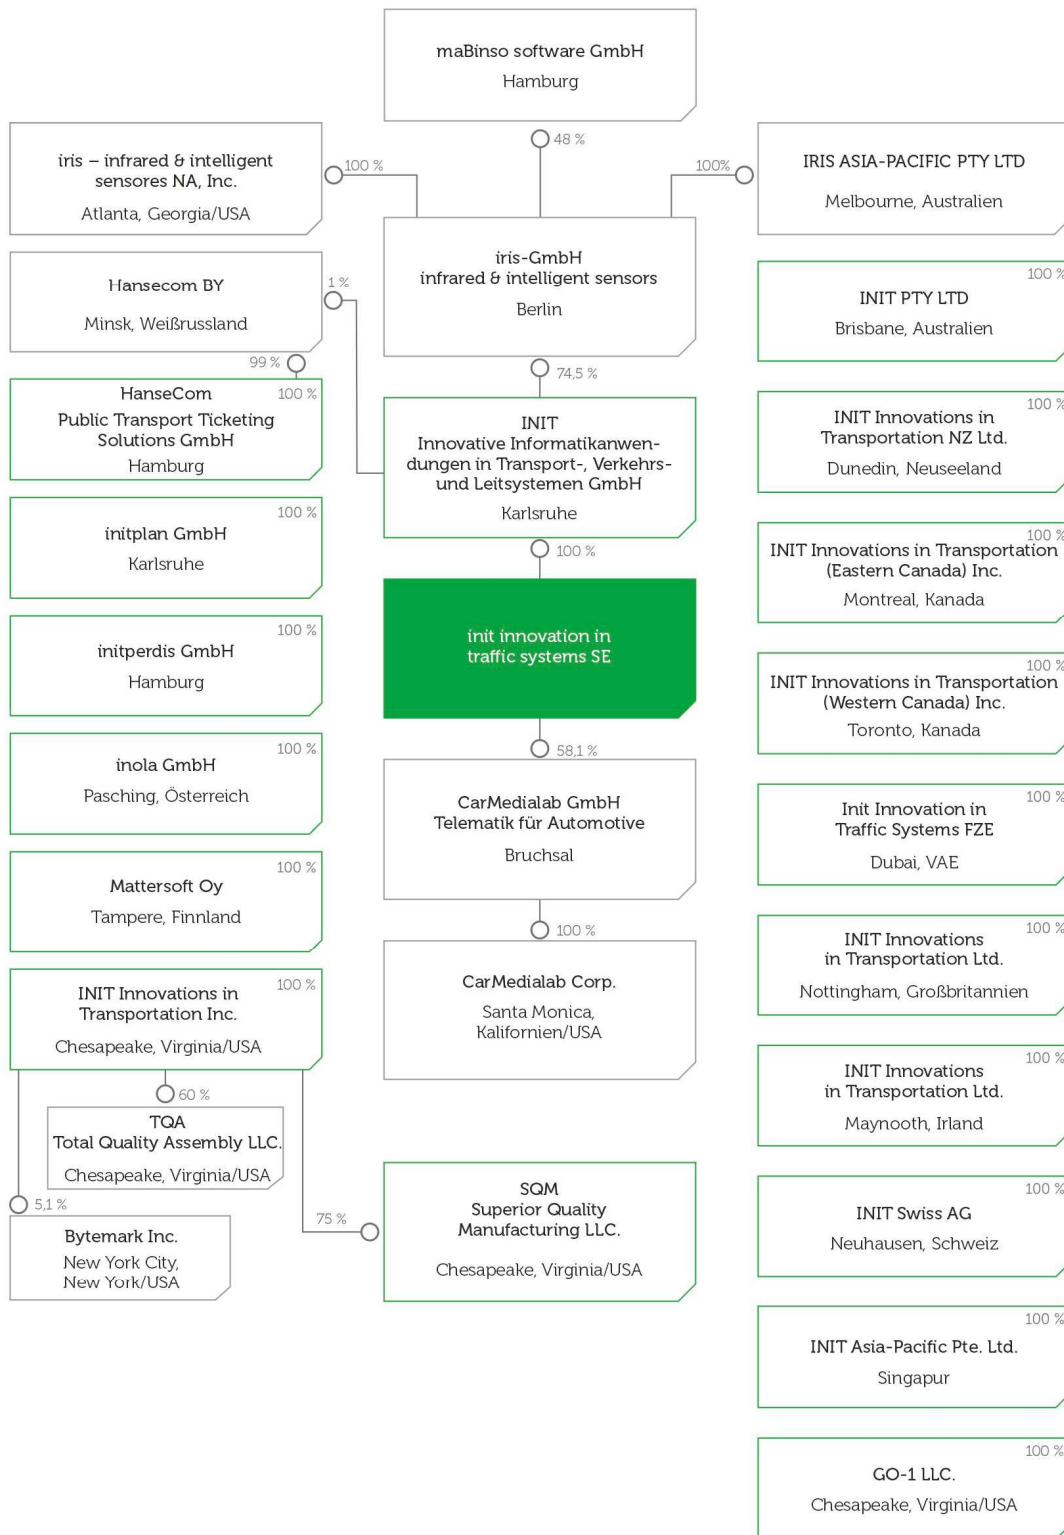 maBinso software GmbH
Hamburg
48 %
iris – infrared & intelligent
sensores NA, Inc.
Atlanta, Georgia/USA
100 %
100%
IRIS ASIA-PACIFIC PTY LTD
Melbourne, Australien
iris-GmbH
infrared & intelligent sensors
Berlin
74,5 %
Hansecom BY
Minsk, Weißrussland
1 %
99 %
HanseCom
100 %
Public Transport Ticketing
Solutions GmbH
Hamburg
INIT
Innovative Informatikanwen-
dungen in Transport-, Verkehrs-
und Leitsystemen GmbH
Karlsruhe
100 %
100 %
initplan GmbH
Karlsruhe
100 %
initperdis GmbH
Hamburg
100 %
inola GmbH
Pasching, Österreich
100 %
Mattersoft Oy
Tampere, Finnland
100 %
INIT Innovations in
Transportation Inc.
Chesapeake, Virginia/USA
60 %
TQA
Total Quality Assembly LLC.
Chesapeake, Virginia/USA
5,1 %
Bytemark Inc.
New York City,
New York/USA
75 %
init innovation in
traffic systems SE
58,1 %
CarMedialab GmbH
Telematik für Automotive
Bruchsal
100 %
CarMedialab Corp.
Santa Monica,
Kalifornien/USA
SQM
Superior Quality
Manufacturing LLC.
Chesapeake, Virginia/USA
100 %
INIT PTY LTD
Brisbane, Australien
100 %
INIT Innovations in
Transportation NZ Ltd.
Dunedin, Neuseeland
100 %
INIT Innovations in Transportation
(Eastern Canada) Inc.
Montreal, Kanada
100 %
INIT Innovations in Transportation
(Western Canada) Inc.
Toronto, Kanada
100 %
Init Innovation in
Traffic Systems FZE
Dubai, VAE
100 %
INIT Innovations
in Transportation Ltd.
Nottingham, Großbritannien
100 %
INIT Innovations
in Transportation Ltd.
Maynooth, Irland
100 %
INIT Swiss AG
Neuhausen, Schweiz
100 %
INIT Asia-Pacific Pte. Ltd.
Singapur
100 %
GO-1 LLC.
Chesapeake, Virginia/USA